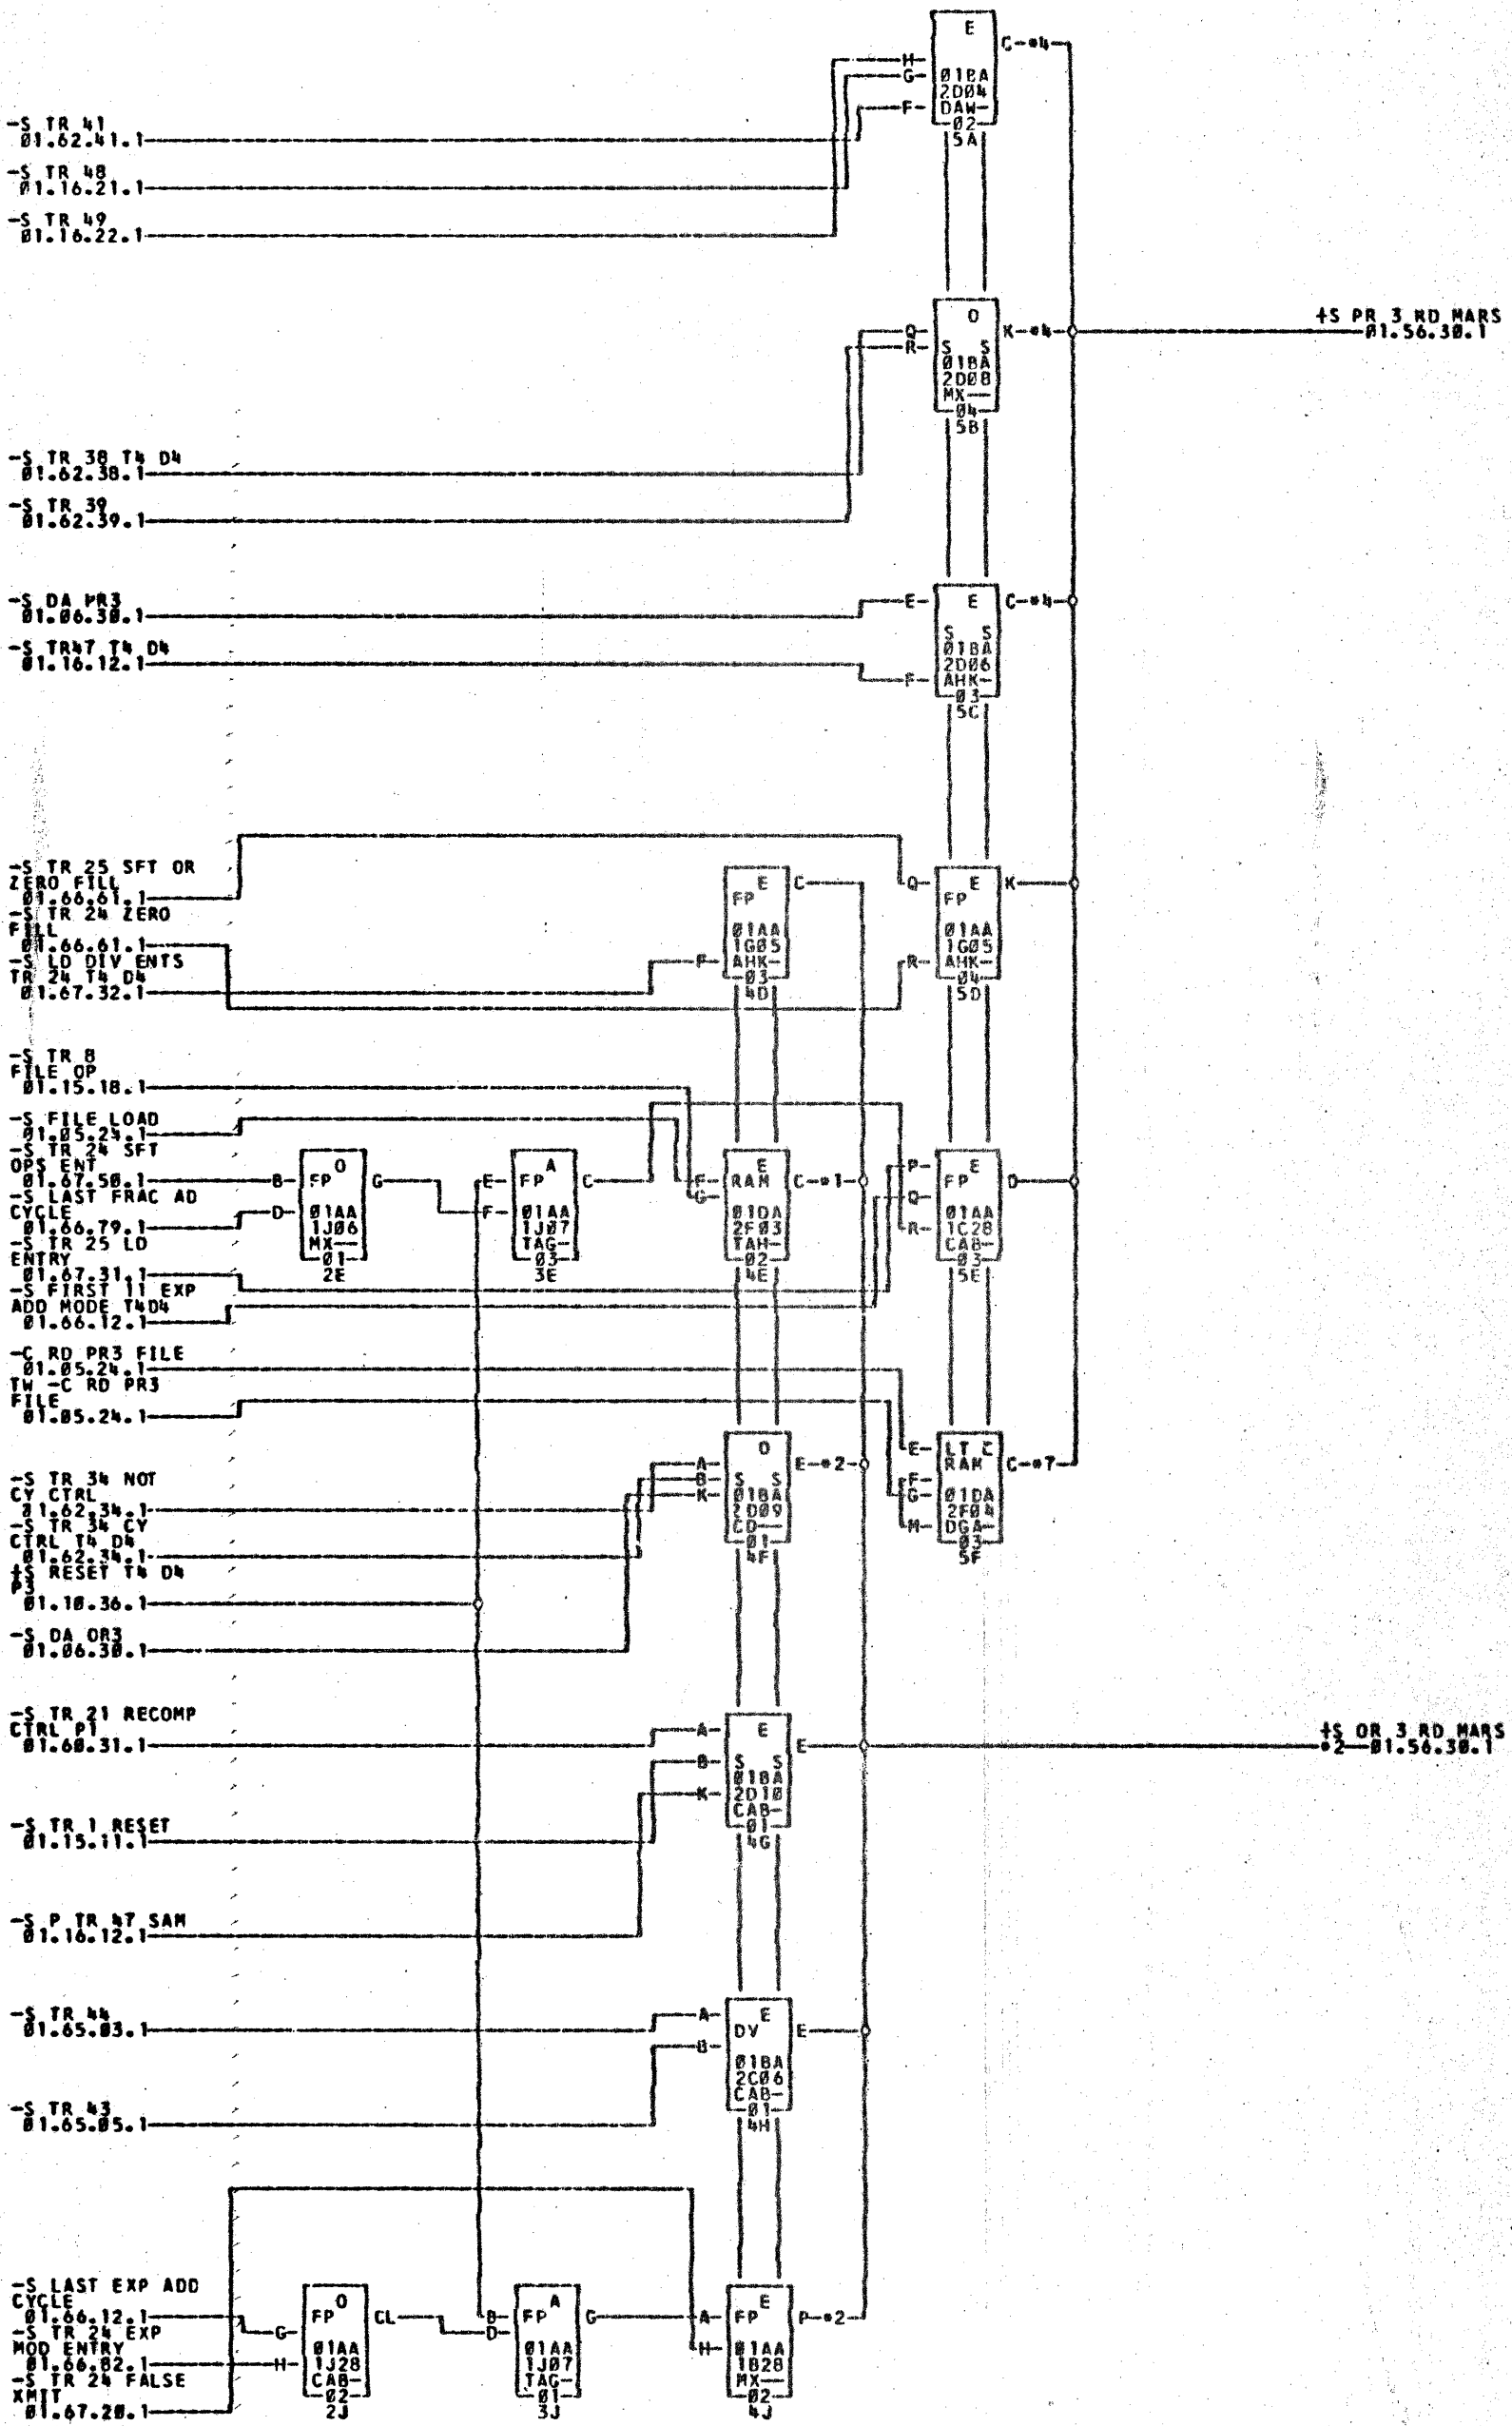 -S TR 41
01.62.41.1
-S TR 48
01.16.21.1
-S TR 49
01.16.22.1
H
G
F
E
01BA
2D04
DAW-
02
5A
C-*4
-S TR 38 T4 D4
01.62.38.1
-S TR 39
01.62.39.1
Q
R
O
S S
01BA
2D08
MX--
04
5B
K-*4
+S PR 3 RD MARS
01.56.30.1
-S DA PR3
01.06.30.1
-S TR47 T4 D4
01.16.12.1
E
F
E
S S
01BA
2D06
AHK-
03
5C
C-*4
-S TR 25 SFT OR
ZERO FILL
01.66.61.1
-S TR 24 ZERO
FILL
01.66.61.1
-S LD DIV ENTS
TR 24 T4 D4
01.67.32.1
F
E
FP
01AA
1G05
AHK-
03
4D
C
Q
R
E
FP
01AA
1G05
AHK-
04
5D
K
-S TR 8
FILE OP
01.15.18.1
-S FILE LOAD
01.05.24.1
-S TR 24 SFT
OPS ENT
01.67.50.1
-S LAST FRAC AD
CYCLE
01.66.79.1
-S TR 25 LD
ENTRY
01.67.31.1
-S FIRST 11 EXP
ADD MODE T4D4
01.66.12.1
B
D
O
FP
01AA
1J06
MX--
01
2E
G
E
F
A
FP
01AA
1J07
TAG-
03
3E
C
F
G
E
RAM
01DA
2F03
TAH-
02
4E
C-*1
P
Q
R
E
FP
01AA
1C28
CAB-
03
5E
D
-C RD PR3 FILE
01.05.24.1
TW -C RD PR3
FILE
01.05.24.1
E
F
G
M
LT E
RAM
01DA
2F04
DGA-
03
5F
C-*7
-S TR 34 NOT
CY CTRL
01.62.34.1
-S TR 34 CY
CTRL T4 D4
01.62.34.1
+S RESET T4 D4
P3
01.10.36.1
-S DA OR3
01.06.30.1
A
B
K
O
S S
01BA
2D09
CD--
01
4F
E-*2
-S TR 21 RECOMP
CTRL P1
01.60.31.1
-S TR 1 RESET
01.15.11.1
-S P TR 47 SAM
01.16.12.1
A
B
K
E
S S
01BA
2D10
CAB-
01
4G
E
+S OR 3 RD MARS
*2-01.56.30.1
-S TR 44
01.65.03.1
-S TR 43
01.65.05.1
A
B
E
DV
01BA
2C06
CAB-
01
4H
E
-S LAST EXP ADD
CYCLE
01.66.12.1
-S TR 24 EXP
MOD ENTRY
01.66.82.1
-S TR 24 FALSE
XMIT
01.67.20.1
G
H
O
FP
01AA
1J28
CAB-
02
2J
CL
B
D
A
FP
01AA
1J07
TAG-
01
3J
G
A
H
E
FP
01AA
1B28
MX--
02
4J
P-*2